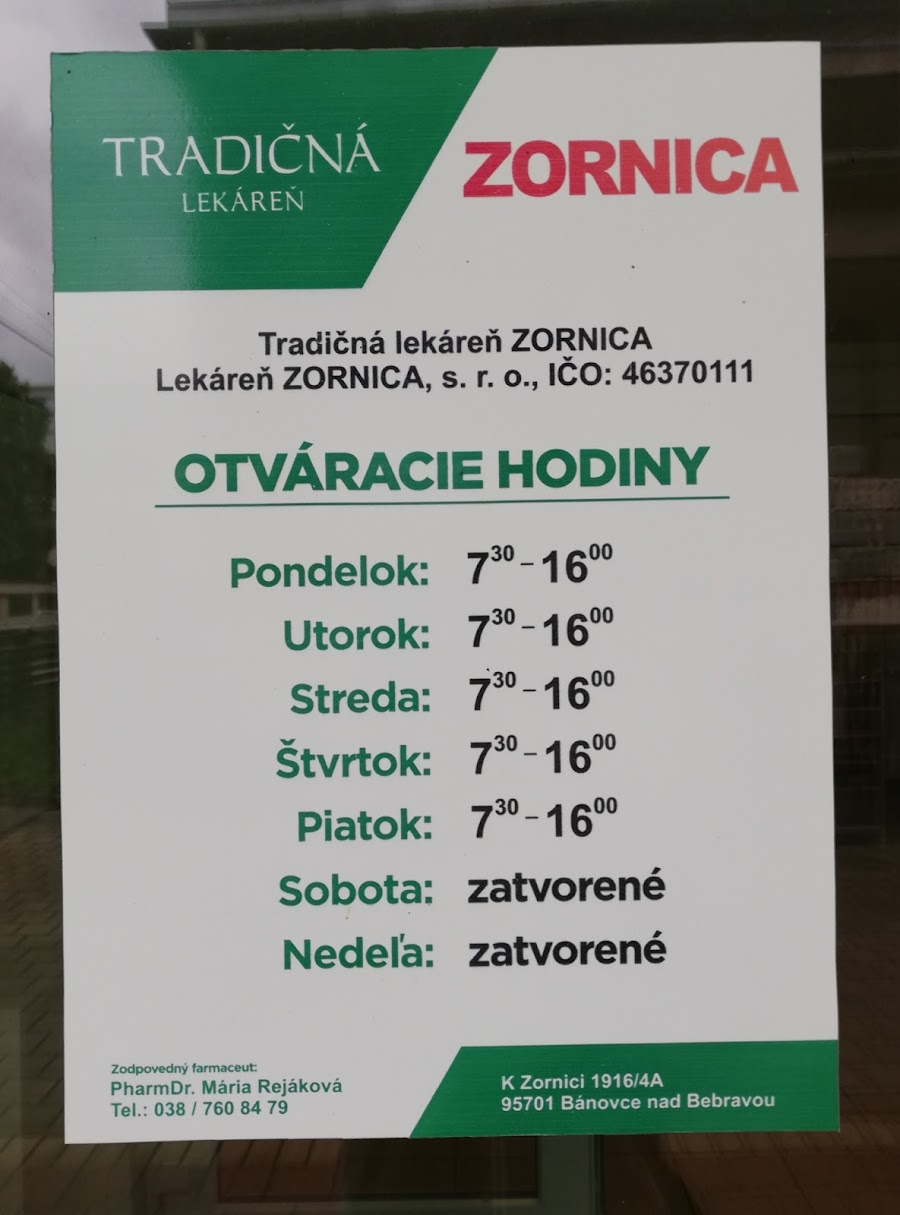 TRADIČNÁ
LEKÁREŇ
ZORNICA
Tradičná lekáreň ZORNICA
Lekáreň ZORNICA, s. r. o., IČO: 46370111
OTVÁRACIE HODINY
Pondelok: 7³⁰ – 16⁰⁰
Utorok: 7³⁰ – 16⁰⁰
Streda: 7³⁰ – 16⁰⁰
Štvrtok: 7³⁰ – 16⁰⁰
Piatok: 7³⁰ – 16⁰⁰
Sobota: zatvorené
Nedeľa: zatvorené
Zodpovedný farmaceut:
PharmDr. Mária Rejáková
Tel.: 038 / 760 84 79
K Zornici 1916/4A
95701 Bánovce nad Bebravou